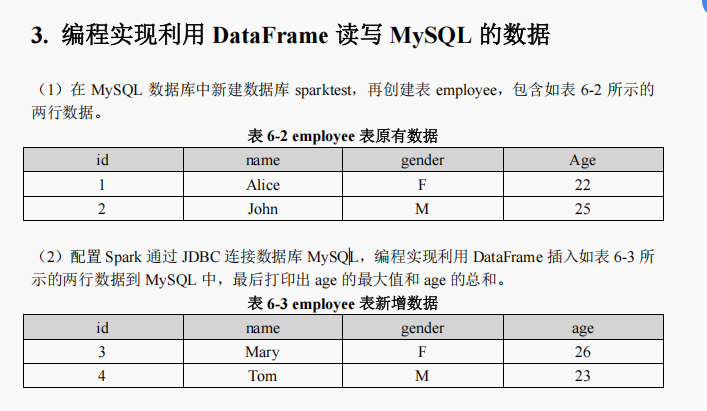 3. 编程实现利用 DataFrame 读写 MySQL 的数据
（1）在 MySQL 数据库中新建数据库 sparktest，再创建表 employee，包含如表 6-2 所示的
两行数据。
表 6-2 employee 表原有数据
id name gender Age
1 Alice F 22
2 John M 25
（2）配置 Spark 通过 JDBC 连接数据库 MySQL，编程实现利用 DataFrame 插入如表 6-3 所
示的两行数据到 MySQL 中，最后打印出 age 的最大值和 age 的总和。
表 6-3 employee 表新增数据
id name gender age
3 Mary F 26
4 Tom M 23